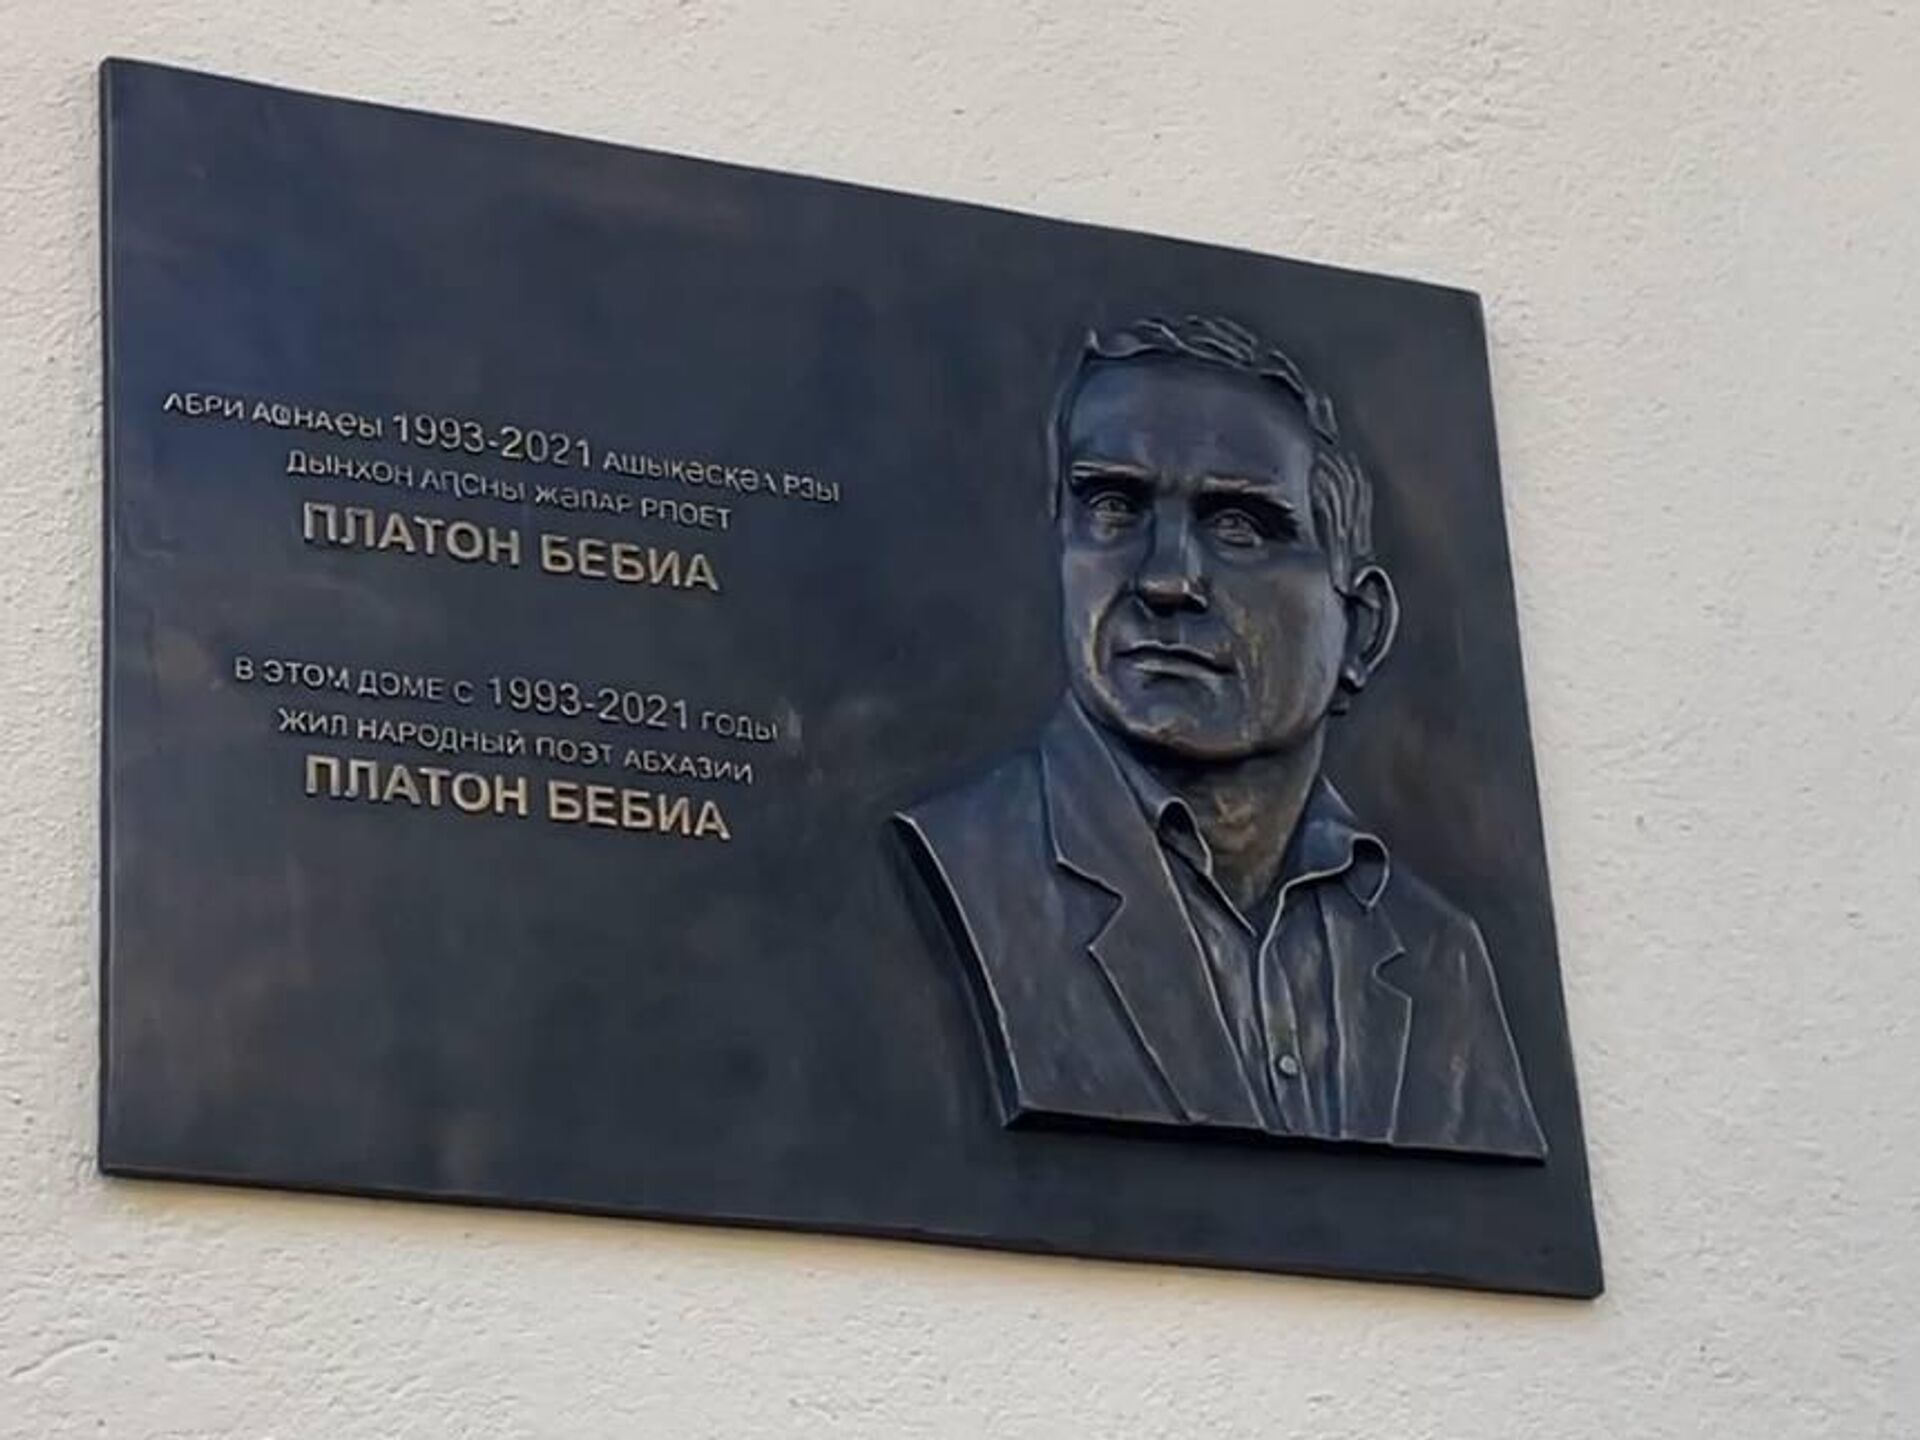 АБРИ АҨНАҾЫ 1993-2021 АШЫҚӘСҚӘА РЗЫ
ДЫНХОН АԤСНЫ ЖӘЛАР РПОЕТ
ПЛАТОН БЕБИА
В ЭТОМ ДОМЕ С 1993-2021 ГОДЫ
ЖИЛ НАРОДНЫЙ ПОЭТ АБХАЗИИ
ПЛАТОН БЕБИА